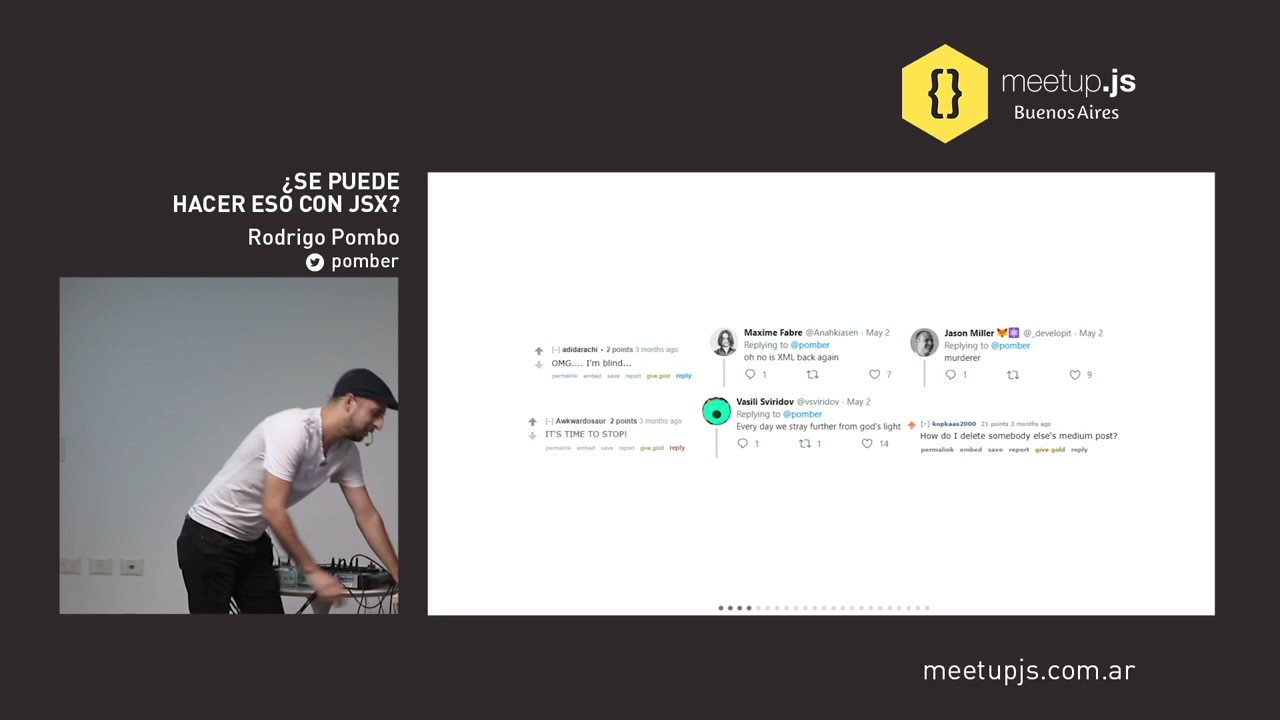 {} meetup.js
Buenos Aires
¿SE PUEDE
HACER ESO CON JSX?
Rodrigo Pombo
pomber
[-] adidarachi • 2 points 3 months ago
OMG.... I'm blind...
permalink embed save report give gold reply
Maxime Fabre @Anahkiasen · May 2
Replying to @pomber
oh no is XML back again
1 7
Jason Miller 🦊⚛ @_developit · May 2
Replying to @pomber
murderer
1 9
[-] Awkwardosaur 2 points 3 months ago
IT'S TIME TO STOP!
permalink embed save report give gold reply
Vasili Sviridov @vsviridov · May 2
Replying to @pomber
Every day we stray further from god's light
1 1 14
[-] kopkaas2000 21 points 3 months ago
How do I delete somebody else's medium post?
permalink embed save report give gold reply
meetupjs.com.ar